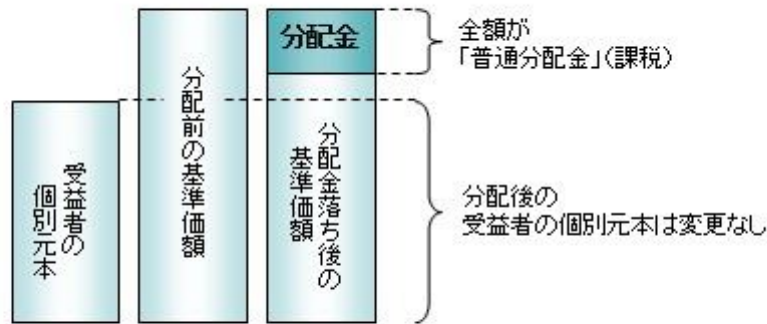 受益者の
個別元本
分配前の基準価額
分配金
分配金落ち後の
基準価額
全額が
「普通分配金」(課税)
分配後の
受益者の個別元本は変更なし